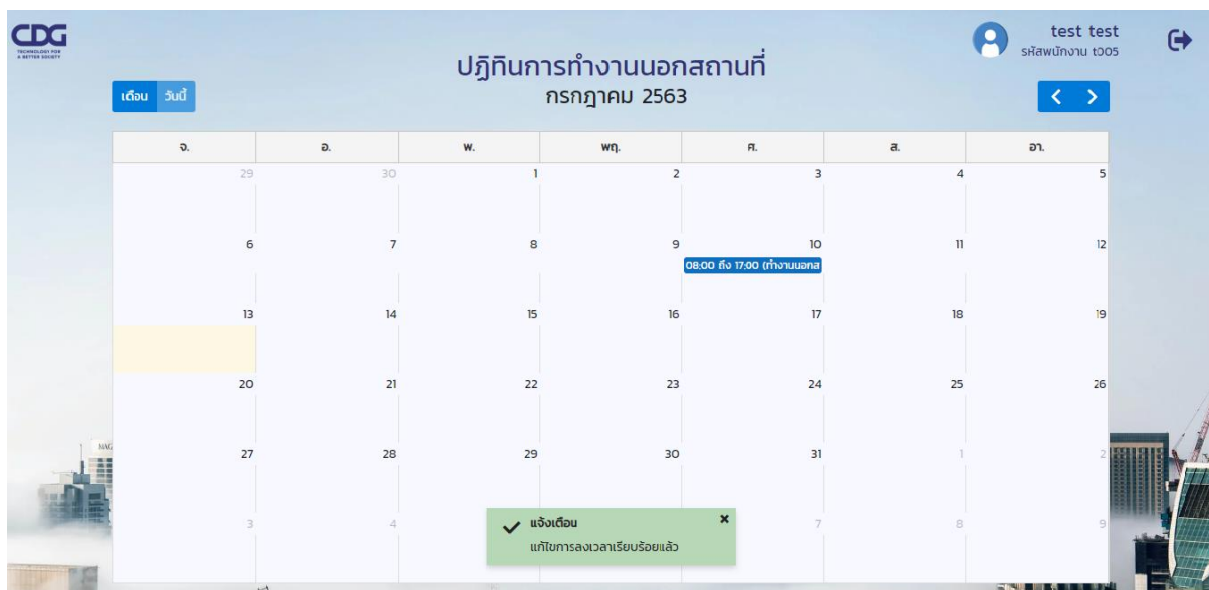 CDG
TECHNOLOGY FOR
A BETTER SOCIETY
test test
รหัสพนักงาน t005
ปฏิทินการทำงานนอกสถานที่
กรกฎาคม 2563
เดือน วันนี้
จ. อ. พ. พฤ. ศ. ส. อา.
29 30 1 2 3 4 5
6 7 8 9 10 11 12
08:00 ถึง 17:00 (ทำงานนอกส
13 14 15 16 17 18 19
20 21 22 23 24 25 26
27 28 29 30 31 1 2
3 4 7 8 9
แจ้งเตือน
แก้ไขการลงเวลาเรียบร้อยแล้ว